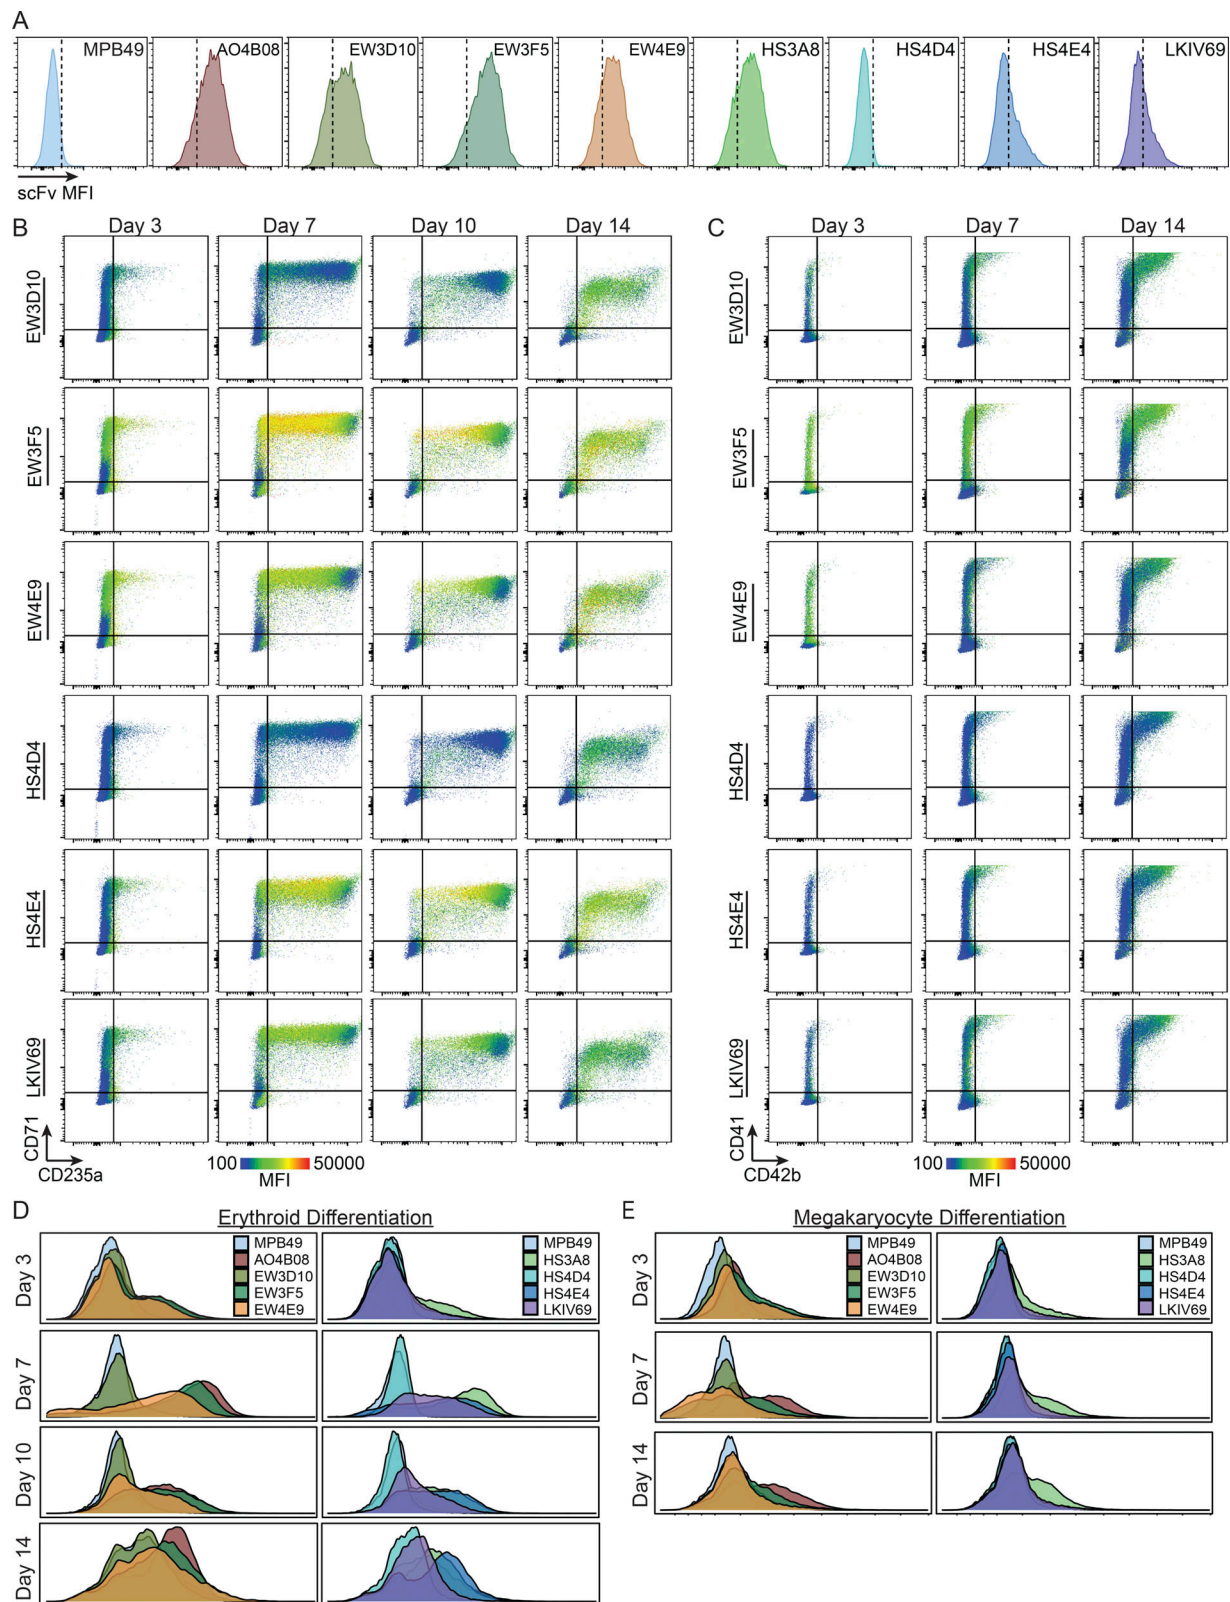 A
MPB49 AO4B08 EW3D10 EW3F5 EW4E9 HS3A8 HS4D4 HS4E4 LKIV69
scFv MFI
B
Day 3 Day 7 Day 10 Day 14
EW3D10
EW3F5
EW4E9
HS4D4
HS4E4
LKIV69
CD71
CD235a
100 50000
MFI
C
Day 3 Day 7 Day 14
EW3D10
EW3F5
EW4E9
HS4D4
HS4E4
LKIV69
CD41
CD42b
100 50000
MFI
D
Erythroid Differentiation
Day 3
MPB49
AO4B08
EW3D10
EW3F5
EW4E9
MPB49
HS3A8
HS4D4
HS4E4
LKIV69
Day 7
Day 10
Day 14
E
Megakaryocyte Differentiation
Day 3
MPB49
AO4B08
EW3D10
EW3F5
EW4E9
MPB49
HS3A8
HS4D4
HS4E4
LKIV69
Day 7
Day 14